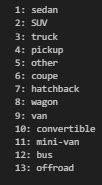 1: sedan
2: SUV
3: truck
4: pickup
5: other
6: coupe
7: hatchback
8: wagon
9: van
10: convertible
11: mini-van
12: bus
13: offroad